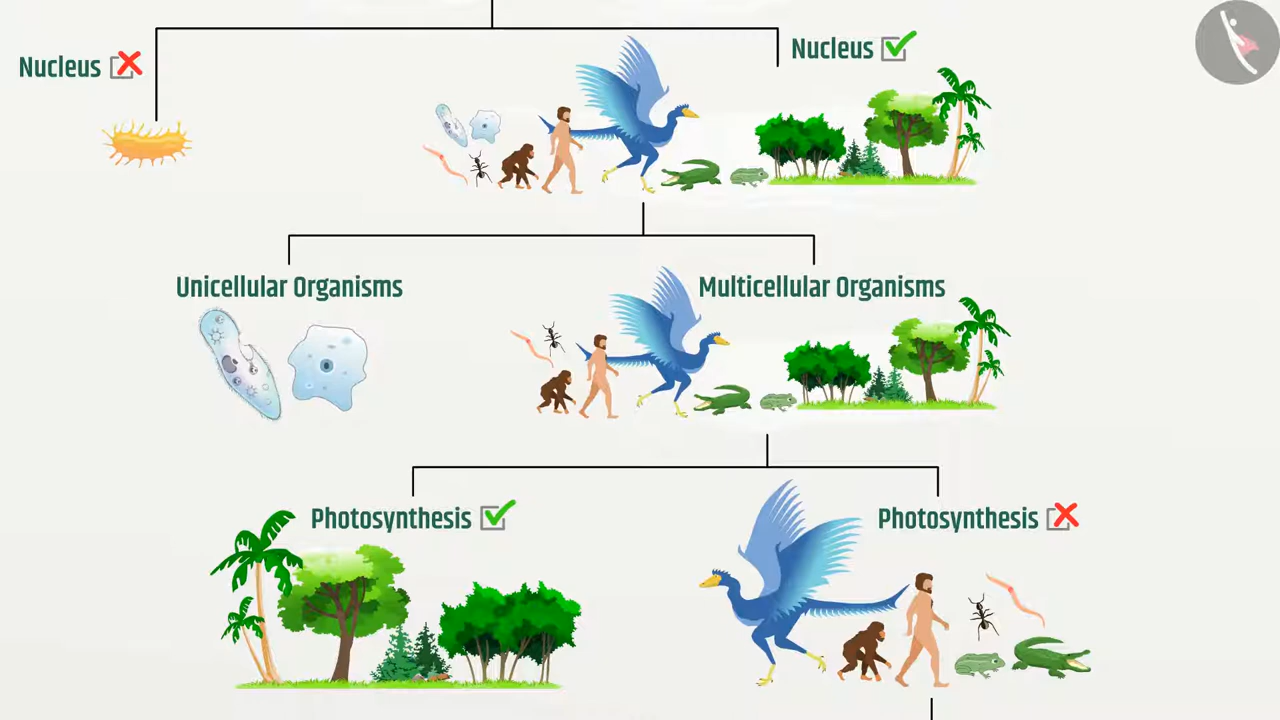 Nucleus
Nucleus
Unicellular Organisms
Multicellular Organisms
Photosynthesis
Photosynthesis